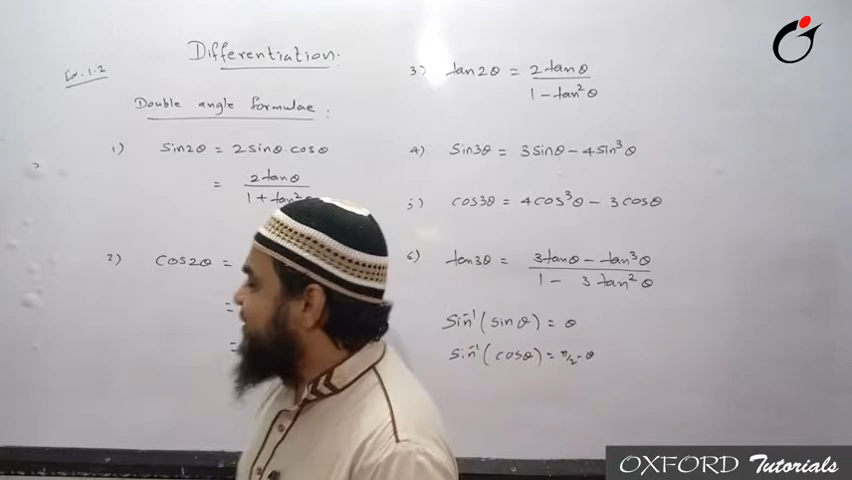 Differentiation.
Ex. 1.2
Double angle formulae :
1) sin2θ = 2sinθ.cosθ
= 2tanθ / 1 + tan²θ
2) cos2θ =
=
=
3) tan2θ = 2tanθ / 1 - tan²θ
4) sin3θ = 3sinθ - 4sin³θ
5) cos3θ = 4cos³θ - 3cosθ
6) tan3θ = 3tanθ - tan³θ / 1 - 3tan²θ
sin⁻¹(sinθ) = θ
sin⁻¹(cosθ) = π/2 - θ
OXFORD Tutorials